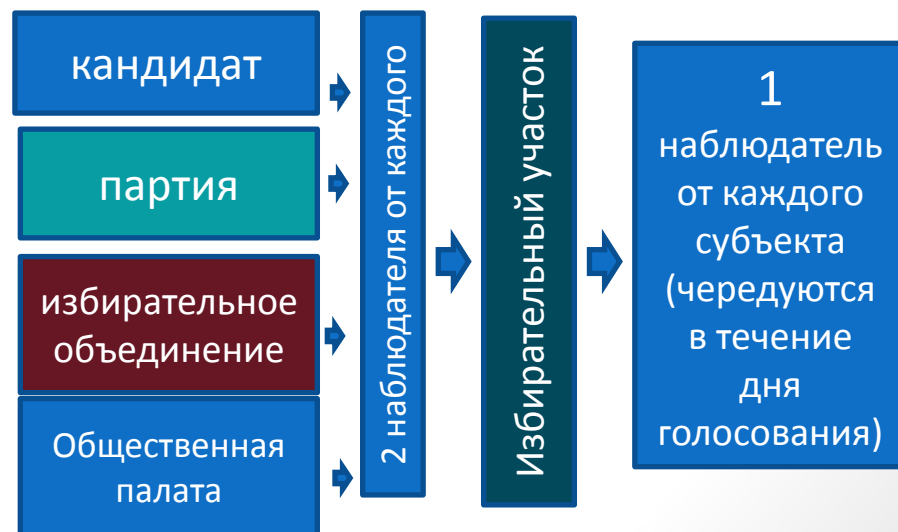 кандидат
партия
избирательное
объединение
Общественная
палата
2 наблюдателя от каждого
Избирательный участок
1
наблюдатель
от каждого
субъекта
(чередуются
в течение
дня
голосования)